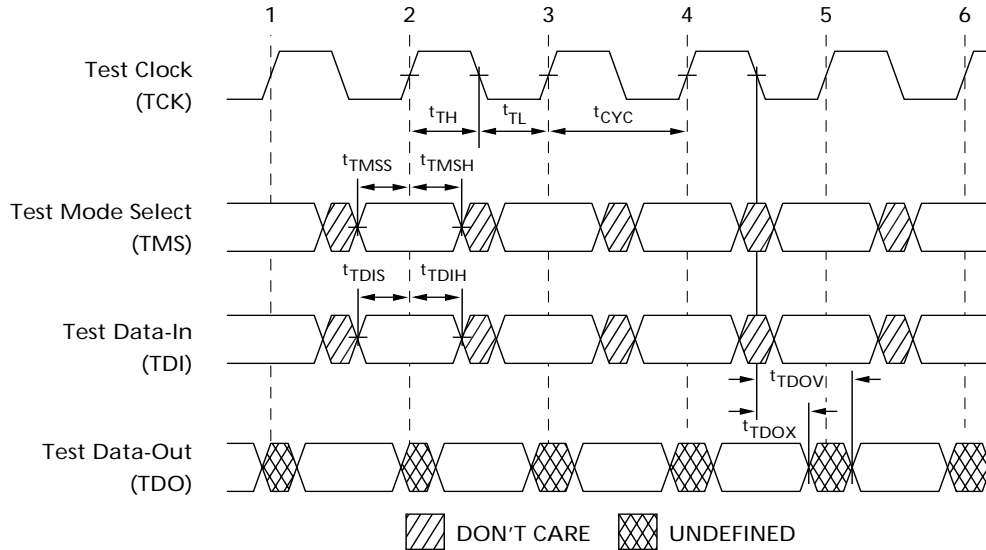 1 2 3 4 5 6
Test Clock
(TCK)
tTH tTL tCYC
tTMSS tTMSH
Test Mode Select
(TMS)
tTDIS tTDIH
Test Data-In
(TDI)
tTDOV
tTDOX
Test Data-Out
(TDO)
DON'T CARE UNDEFINED